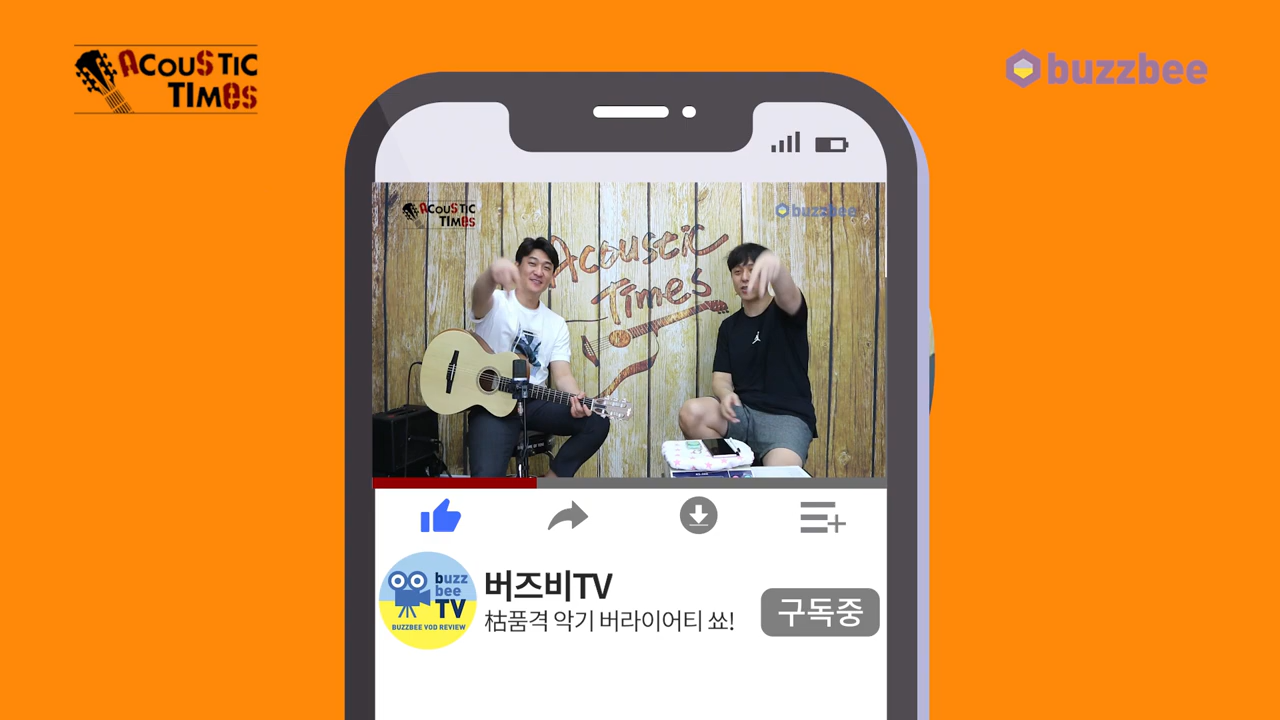 ACOUSTIC
TIMES
buzzbee
ACOUSTIC
TIMES
buzzbee
Acoustic
Times
buzz
bee
TV
BUZZBEE VOD REVIEW
버즈비TV
枯품격 악기 버라이어티 쑈!
구독중